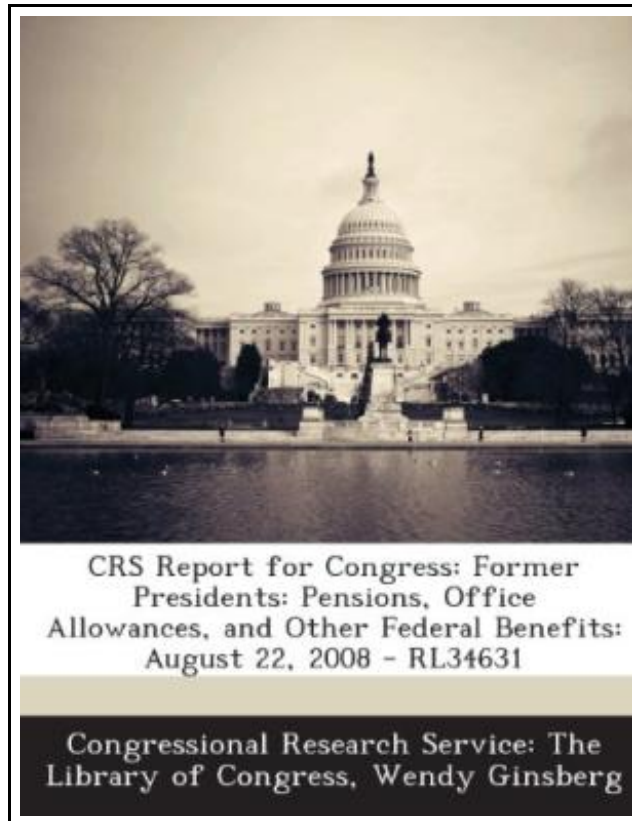 CRS Report for Congress: Former
Presidents: Pensions, Office
Allowances, and Other Federal Benefits:
August 22, 2008 - RL34631
Congressional Research Service: The
Library of Congress, Wendy Ginsberg